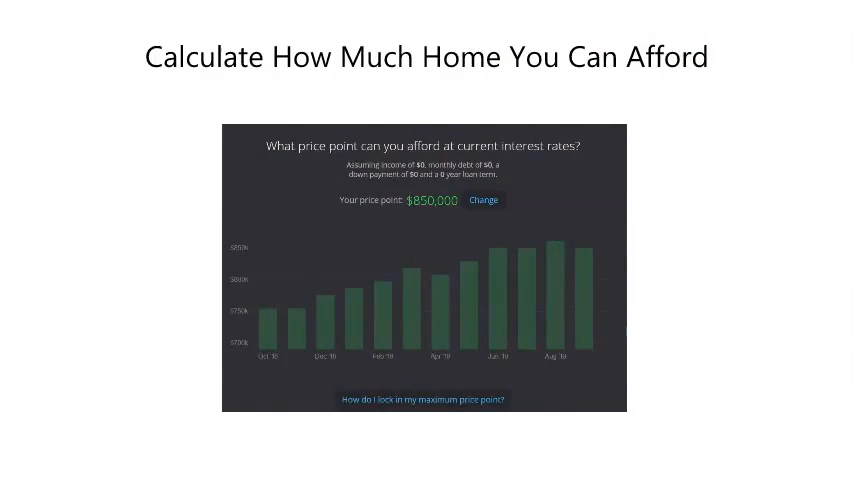 Calculate How Much Home You Can Afford
What price point can you afford at current interest rates?
Assuming income of $0, monthly debt of $0, a
down payment of $0 and a 0 year loan term.
Your price point: $850,000 Change
$850k
$800k
$750k
$700k
Oct '18 Dec '18 Feb '19 Apr '19 Jun '19 Aug '19
How do I lock in my maximum price point?